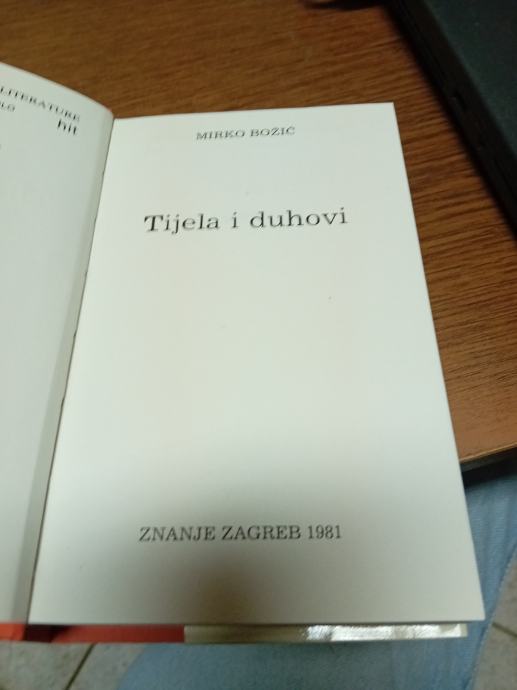 LITERATURE
hit
MIRKO BOŽIĆ
Tijela i duhovi
ZNANJE ZAGREB 1981